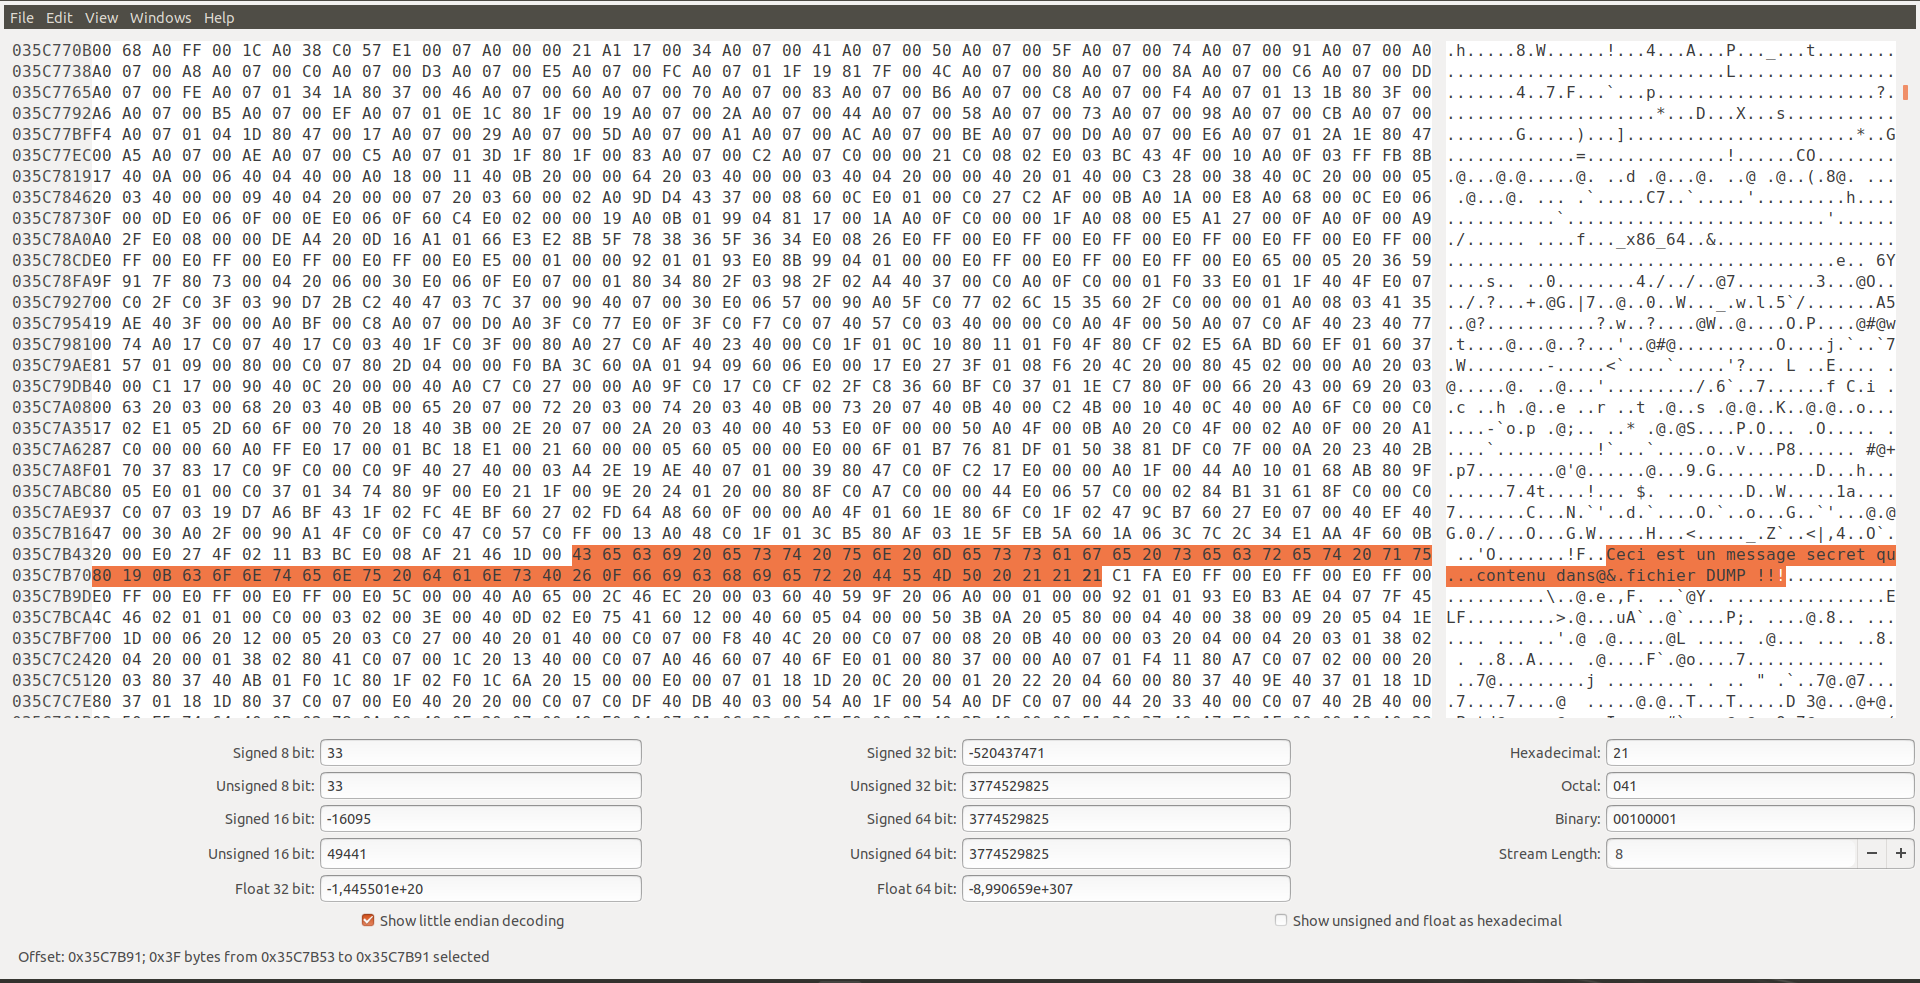 File Edit View Windows Help
035C770B00 68 A0 FF 00 1C A0 38 C0 57 E1 00 07 A0 00 00 21 A1 17 00 34 A0 07 00 41 A0 07 00 50 A0 07 00 5F A0 07 00 74 A0 07 00 91 A0 07 00 A0 .h.....8.W......!...4...A...P..._...t........
035C7738A0 07 00 A8 A0 07 00 C0 A0 07 00 D3 A0 07 00 E5 A0 07 00 FC A0 07 01 1F 19 81 7F 00 4C A0 07 00 80 A0 07 00 8A A0 07 00 C6 A0 07 00 DD ............................L................
035C7765A0 07 00 FE A0 07 01 34 1A 80 37 00 46 A0 07 00 60 A0 07 00 70 A0 07 00 83 A0 07 00 B6 A0 07 00 C8 A0 07 00 F4 A0 07 01 13 1B 80 3F 00 .......4..7.F...`...p......................?.
035C7792A6 A0 07 00 B5 A0 07 00 EF A0 07 01 0E 1C 80 1F 00 19 A0 07 00 2A A0 07 00 44 A0 07 00 58 A0 07 00 73 A0 07 00 98 A0 07 00 CB A0 07 00 .....................*...D...X...s...........
035C77BFF4 A0 07 01 04 1D 80 47 00 17 A0 07 00 29 A0 07 00 5D A0 07 00 A1 A0 07 00 AC A0 07 00 BE A0 07 00 D0 A0 07 00 E6 A0 07 01 2A 1E 80 47 .......G.....)...].......................*..G
035C77EC00 A5 A0 07 00 AE A0 07 00 C5 A0 07 01 3D 1F 80 1F 00 83 A0 07 00 C2 A0 07 C0 00 00 21 C0 08 02 E0 03 BC 43 4F 00 10 A0 0F 03 FF FB 8B .............=..............!......CO........
035C781917 40 0A 00 06 40 04 40 00 A0 18 00 11 40 0B 20 00 00 64 20 03 40 00 00 03 40 04 20 00 00 40 20 01 40 00 C3 28 00 38 40 0C 20 00 00 05 .@...@.@.....@. ..d .@...@. ..@ .@..(.8@. ...
035C784620 03 40 00 00 09 40 04 20 00 00 07 20 03 60 00 02 A0 9D D4 43 37 00 08 60 0C E0 01 00 C0 27 C2 AF 00 0B A0 1A 00 E8 A0 68 00 0C E0 06  .@...@. ... .`.....C7..`.....'.........h....
035C78730F 00 0D E0 06 0F 00 0E E0 06 0F 60 C4 E0 02 00 00 19 A0 0B 01 99 04 81 17 00 1A A0 0F C0 00 00 1F A0 08 00 E5 A1 27 00 0F A0 0F 00 A9 ...........`..........................'......
035C78A0A0 2F E0 08 00 00 DE A4 20 0D 16 A1 01 66 E3 E2 8B 5F 78 38 36 5F 36 34 E0 08 26 E0 FF 00 E0 FF 00 E0 FF 00 E0 FF 00 E0 FF 00 E0 FF 00 ./...... ....f..._x86_64..&..................
035C78CDE0 FF 00 E0 FF 00 E0 FF 00 E0 FF 00 E0 E5 00 01 00 00 92 01 01 93 E0 8B 99 04 01 00 00 E0 FF 00 E0 FF 00 E0 FF 00 E0 65 00 05 20 36 59 .......................................e.. 6Y
035C78FA9F 91 7F 80 73 00 04 20 06 00 30 E0 06 0F E0 07 00 01 80 34 80 2F 03 98 2F 02 A4 40 37 00 C0 A0 0F C0 00 01 F0 33 E0 01 1F 40 4F E0 07 ....s.. ..0........4./../..@7........3...@O..
035C792700 C0 2F C0 3F 03 90 D7 2B C2 40 47 03 7C 37 00 90 40 07 00 30 E0 06 57 00 90 A0 5F C0 77 02 6C 15 35 60 2F C0 00 00 01 A0 08 03 41 35 ../.?...+.@G.|7..@..0..W..._.w.l.5`/.......A5
035C795419 AE 40 3F 00 00 A0 BF 00 C8 A0 07 00 D0 A0 3F C0 77 E0 0F 3F C0 F7 C0 07 40 57 C0 03 40 00 00 C0 A0 4F 00 50 A0 07 C0 AF 40 23 40 77 ..@?...........?.w..?....@W..@....O.P....@#@w
035C798100 74 A0 17 C0 07 40 17 C0 03 40 1F C0 3F 00 80 A0 27 C0 AF 40 23 40 00 C0 1F 01 0C 10 80 11 01 F0 4F 80 CF 02 E5 6A BD 60 EF 01 60 37 .t....@...@..?...'..@#@..........O....j.`..`7
035C79AE81 57 01 09 00 80 00 C0 07 80 2D 04 00 00 F0 BA 3C 60 0A 01 94 09 60 06 E0 00 17 E0 27 3F 01 08 F6 20 4C 20 00 80 45 02 00 00 A0 20 03 .W........-.....<`....`.....'?... L ..E.... .
035C79DB40 00 C1 17 00 90 40 0C 20 00 00 40 A0 C7 C0 27 00 00 A0 9F C0 17 C0 CF 02 2F C8 36 60 BF C0 37 01 1E C7 80 0F 00 66 20 43 00 69 20 03 @.....@. ..@...'........./.6`..7......f C.i .
035C7A0800 63 20 03 00 68 20 03 40 0B 00 65 20 07 00 72 20 03 00 74 20 03 40 0B 00 73 20 07 40 0B 40 00 C2 4B 00 10 40 0C 40 00 A0 6F C0 00 C0 .c ..h .@..e ..r ..t .@..s .@.@..K..@.@..o...
035C7A3517 02 E1 05 2D 60 6F 00 70 20 18 40 3B 00 2E 20 07 00 2A 20 03 40 00 40 53 E0 0F 00 00 50 A0 4F 00 0B A0 20 C0 4F 00 02 A0 0F 00 20 A1 ....-`o.p .@;.. ..* .@.@S....P.O... .O..... .
035C7A6287 C0 00 00 60 A0 FF E0 17 00 01 BC 18 E1 00 21 60 00 00 05 60 05 00 00 E0 00 6F 01 B7 76 81 DF 01 50 38 81 DF C0 7F 00 0A 20 23 40 2B ....`..........!`...`.....o..v...P8...... #@+
035C7A8F01 70 37 83 17 C0 9F C0 00 C0 9F 40 27 40 00 03 A4 2E 19 AE 40 07 01 00 39 80 47 C0 0F C2 17 E0 00 00 A0 1F 00 44 A0 10 01 68 AB 80 9F .p7........@'@......@...9.G..........D...h...
035C7ABC80 05 E0 01 00 C0 37 01 34 74 80 9F 00 E0 21 1F 00 9E 20 24 01 20 00 80 8F C0 A7 C0 00 00 44 E0 06 57 C0 00 02 84 B1 31 61 8F C0 00 C0 ......7.4t....!... $. ........D..W.....1a....
035C7AE937 C0 07 03 19 D7 A6 BF 43 1F 02 FC 4E BF 60 27 02 FD 64 A8 60 0F 00 00 A0 4F 01 60 1E 80 6F C0 1F 02 47 9C B7 60 27 E0 07 00 40 EF 40 7.......C...N.`'..d.`....O.`..o...G..`'...@.@
035C7B1647 00 30 A0 2F 00 90 A1 4F C0 0F C0 47 C0 57 C0 FF 00 13 A0 48 C0 1F 01 3C B5 80 AF 03 1E 5F EB 5A 60 1A 06 3C 7C 2C 34 E1 AA 4F 60 0B G.0./...O...G.W.....H...<....._.Z`..<|,4..O`.
035C7B4320 00 E0 27 4F 02 11 B3 BC E0 08 AF 21 46 1D 00 43 65 63 69 20 65 73 74 20 75 6E 20 6D 65 73 73 61 67 65 20 73 65 63 72 65 74 20 71 75  ..'O.......!F..Ceci est un message secret qu
035C7B7080 19 0B 63 6F 6E 74 65 6E 75 20 64 61 6E 73 40 26 0F 66 69 63 68 69 65 72 20 44 55 4D 50 20 21 21 21 C1 FA E0 FF 00 E0 FF 00 E0 FF 00 ...contenu dans@&.fichier DUMP !!!...........
035C7B9DE0 FF 00 E0 FF 00 E0 FF 00 E0 5C 00 00 40 A0 65 00 2C 46 EC 20 00 03 60 40 59 9F 20 06 A0 00 01 00 00 92 01 01 93 E0 B3 AE 04 07 7F 45 ..........\..@.e.,F. ..`@Y. ................E
035C7BCA4C 46 02 01 01 00 C0 00 03 02 00 3E 00 40 0D 02 E0 75 41 60 12 00 40 60 05 04 00 00 50 3B 0A 20 05 80 00 04 40 00 38 00 09 20 05 04 1E LF.........>.@...uA`..@`....P;. ....@.8.. ...
035C7BF700 1D 00 06 20 12 00 05 20 03 C0 27 00 40 20 01 40 00 C0 07 00 F8 40 4C 20 00 C0 07 00 08 20 0B 40 00 00 03 20 04 00 04 20 03 01 38 02 .... ... ..'.@ .@.....@L ..... .@... ... ..8.
035C7C2420 04 20 00 01 38 02 80 41 C0 07 00 1C 20 13 40 00 C0 07 A0 46 60 07 40 6F E0 01 00 80 37 00 00 A0 07 01 F4 11 80 A7 C0 07 02 00 00 20  . ..8..A.... .@....F`.@o....7.............. 
035C7C5120 03 80 37 40 AB 01 F0 1C 80 1F 02 F0 1C 6A 20 15 00 00 E0 00 07 01 18 1D 20 0C 20 00 01 20 22 20 04 60 00 80 37 40 9E 40 37 01 18 1D  ..7@.........j ......... . .. " .`..7@.@7...
035C7C7E80 37 01 18 1D 80 37 C0 07 00 E0 40 20 20 00 C0 07 C0 DF 40 DB 40 03 00 54 A0 1F 00 54 A0 DF C0 07 00 44 20 33 40 00 C0 07 40 2B 40 00 .7....7....@  .....@.@..T...T.....D 3@...@+@.
Signed 8 bit: 33
Signed 32 bit: -520437471
Hexadecimal: 21
Unsigned 8 bit: 33
Unsigned 32 bit: 3774529825
Octal: 041
Signed 16 bit: -16095
Signed 64 bit: 3774529825
Binary: 00100001
Unsigned 16 bit: 49441
Unsigned 64 bit: 3774529825
Stream Length: 8 − +
Float 32 bit: -1,445501e+20
Float 64 bit: -8,990659e+307
Show little endian decoding
Show unsigned and float as hexadecimal
Offset: 0x35C7B91; 0x3F bytes from 0x35C7B53 to 0x35C7B91 selected